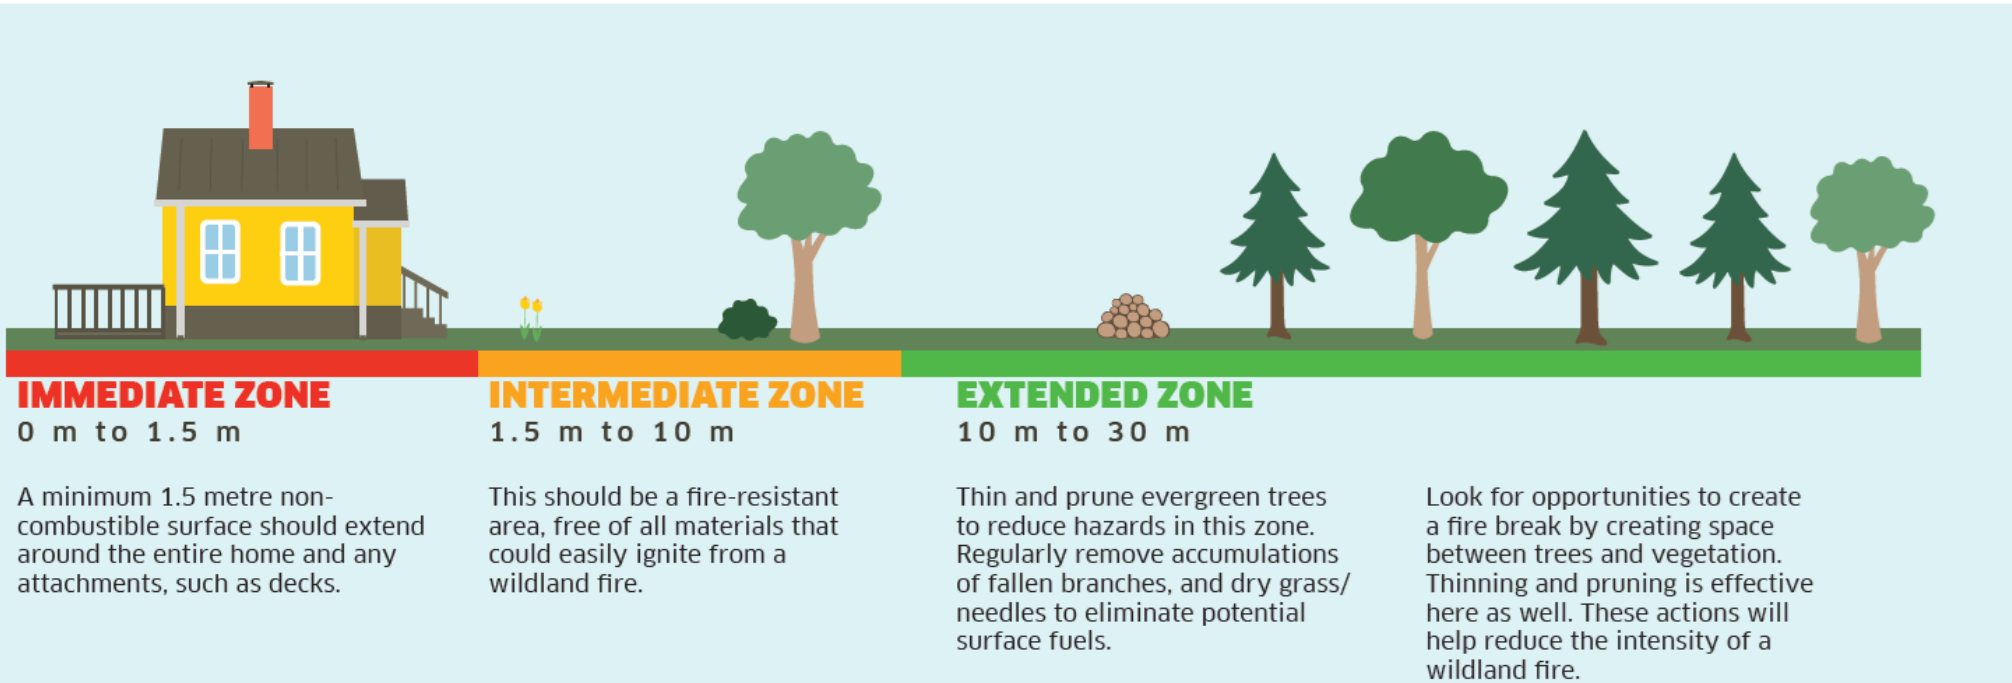 IMMEDIATE ZONE
0 m to 1.5 m
A minimum 1.5 metre non-
combustible surface should extend
around the entire home and any
attachments, such as decks.
INTERMEDIATE ZONE
1.5 m to 10 m
This should be a fire-resistant
area, free of all materials that
could easily ignite from a
wildland fire.
EXTENDED ZONE
10 m to 30 m
Thin and prune evergreen trees
to reduce hazards in this zone.
Regularly remove accumulations
of fallen branches, and dry grass/
needles to eliminate potential
surface fuels.
Look for opportunities to create
a fire break by creating space
between trees and vegetation.
Thinning and pruning is effective
here as well. These actions will
help reduce the intensity of a
wildland fire.